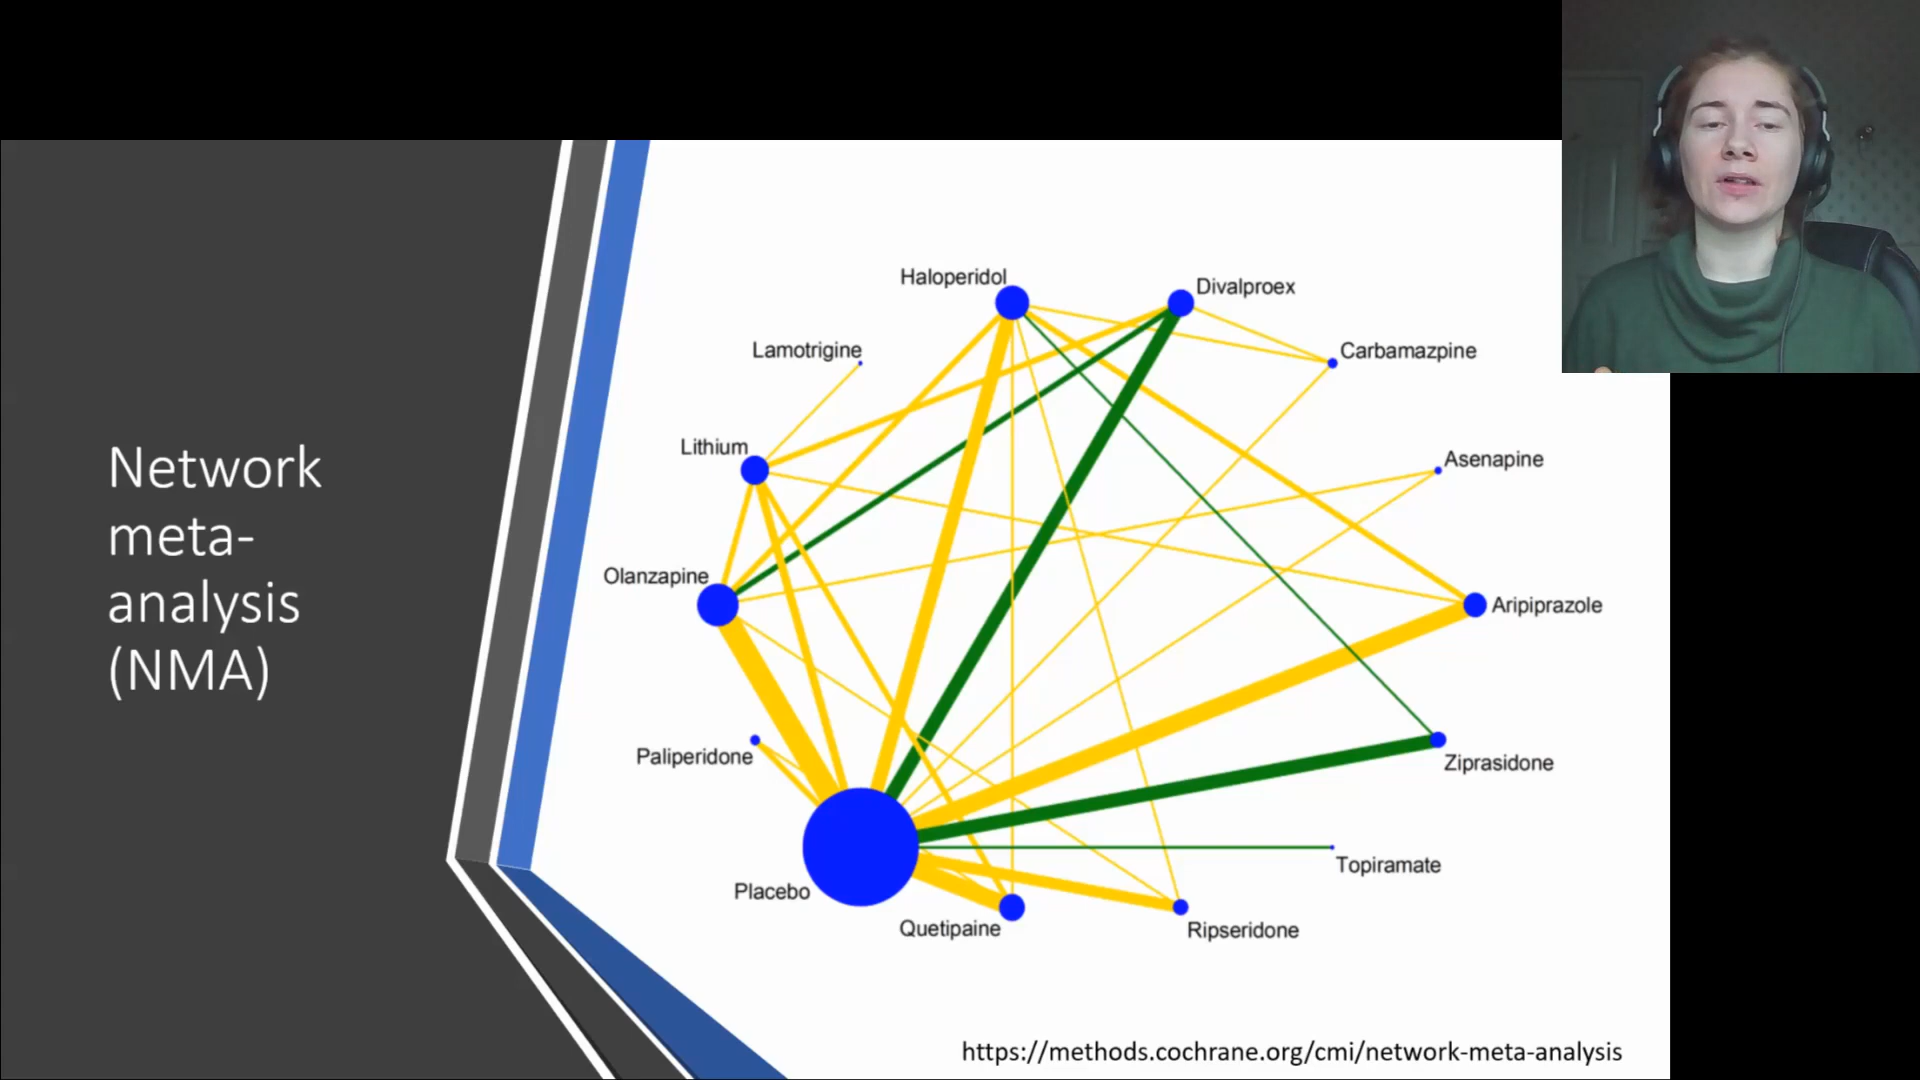 Network
meta-
analysis
(NMA)
Haloperidol
Divalproex
Lamotrigine
Carbamazpine
Lithium
Asenapine
Olanzapine
Aripiprazole
Paliperidone
Ziprasidone
Topiramate
Placebo
Quetipaine
Ripseridone
https://methods.cochrane.org/cmi/network-meta-analysis